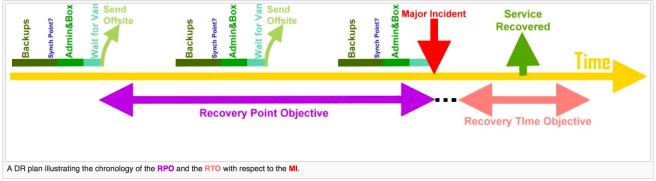 Backups
Synch Point?
Admin&Box
Wait for Van
Send
Offsite
Backups
Synch Point?
Admin&Box
Wait for Van
Send
Offsite
Backups
Synch Point?
Admin&Box
Major Incident
Service
Recovered
Time
Recovery Point Objective
Recovery TIme Objective
A DR plan illustrating the chronology of the RPO and the RTO with respect to the MI.